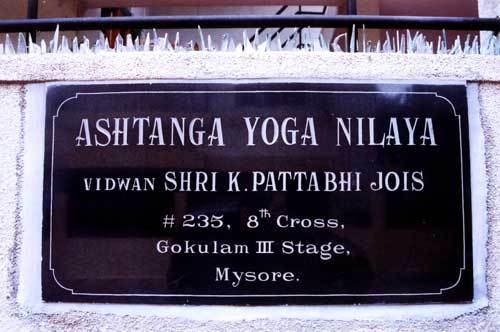 ASHTANGA YOGA NILAYA
VIDWAN SHRI K. PATTABHI JOIS
# 235, 8th Cross,
Gokulam III Stage,
Mysore.